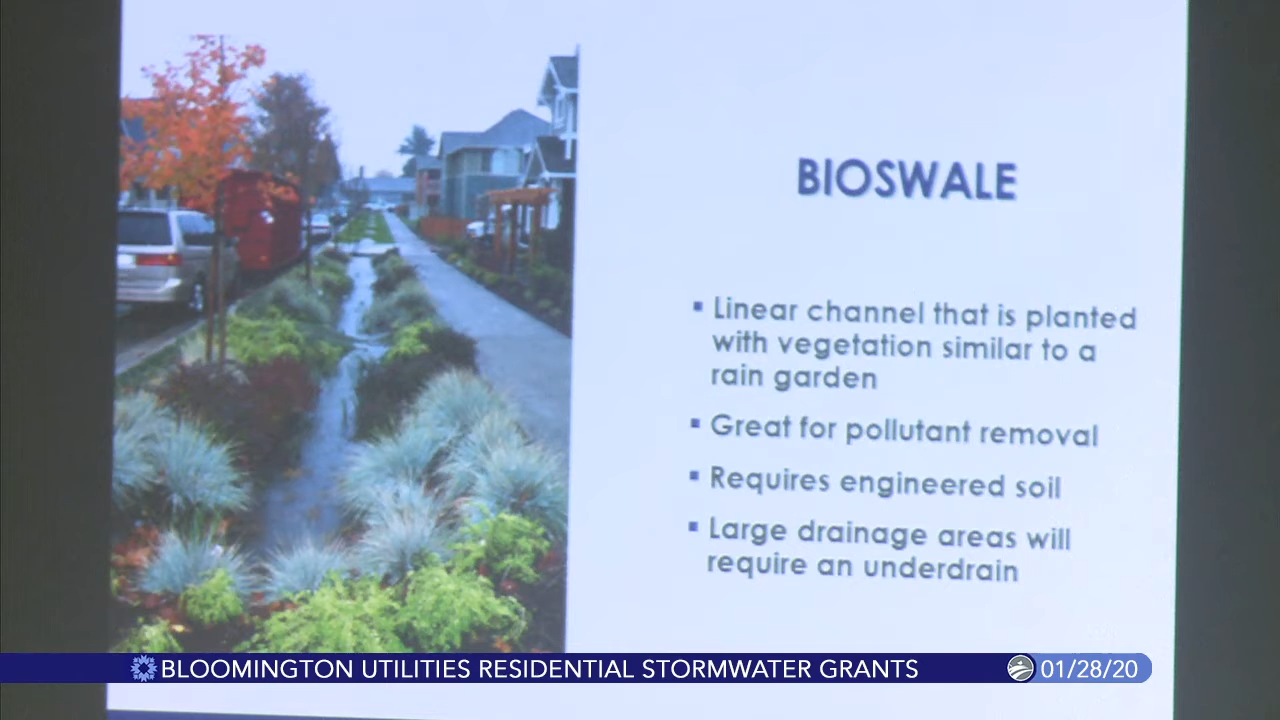 BIOSWALE
▪ Linear channel that is planted
with vegetation similar to a
rain garden
▪ Great for pollutant removal
▪ Requires engineered soil
▪ Large drainage areas will
require an underdrain
BLOOMINGTON UTILITIES RESIDENTIAL STORMWATER GRANTS
01/28/20